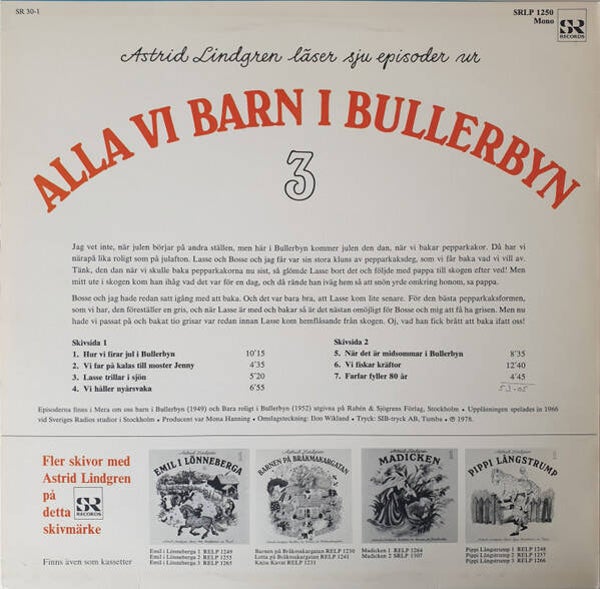 SR 30-1
SRLP 1250
Mono
SR
RECORDS
Astrid Lindgren läser sju episoder ur
ALLA VI BARN I BULLERBYN
3
Jag vet inte, när julen börjar på andra ställen, men här i Bullerbyn kommer julen den dan, när vi bakar pepparkakor. Då har vi
närapå lika roligt som på julafton. Lasse och Bosse och jag får var sin stora kluns av pepparkaksdeg, som vi får baka vad vi vill av.
Tänk, den dan när vi skulle baka pepparkakorna nu sist, så glömde Lasse bort det och följde med pappa till skogen efter ved! Men
mitt ute i skogen kom han ihåg vad det var för en dag, och då rände han iväg hem så att snön yrde omkring honom, sa pappa.
Bosse och jag hade redan satt igång med att baka. Och det var bara bra, att Lasse kom lite senare. För den bästa pepparkaksformen,
som vi har, den föreställer en gris, och när Lasse är med och bakar så är det nästan omöjligt för Bosse och mig att få ha grisen. Men nu
hade vi passat på och bakat tio grisar var redan innan Lasse kom hemflåsande från skogen. Oj, vad han fick brått att baka ifatt oss!
Skivsida 1
1. Hur vi firar jul i Bullerbyn 10'15
2. Vi far på kalas till moster Jenny 4'35
3. Lasse trillar i sjön 5'20
4. Vi håller nyårsvaka 6'55
Skivsida 2
5. När det är midsommar i Bullerbyn 8'35
6. Vi fiskar kräftor 12'40
7. Farfar fyller 80 år 4'45
Episoderna finns i Mera om oss barn i Bullerbyn (1949) och Bara roligt i Bullerbyn (1952) utgivna på Rabén & Sjögrens Förlag, Stockholm • Uppläsningen spelades in 1966
vid Sveriges Radios studior i Stockholm • Producent var Mona Hanning • Omslagsteckning: Don Wikland • Tryck: SIB-tryck AB, Tumba • ℗ 1978.
Fler skivor med
Astrid Lindgren
på
detta SR RECORDS
skivmärke
Finns även som kassetter
EMIL I LÖNNEBERGA
Emil i Lönneberga 1 RELP 1249
Emil i Lönneberga 2 RELP 1255
Emil i Lönneberga 3 RELP 1265
BARNEN PÅ BRÅKMAKARGATAN
Barnen på Bråkmakargatan RELP 1230
Lotta på Bråkmakargatan RELP 1241
Kajsa Kavat RELP 1231
MADICKEN
Madicken 1 RELP 1264
Madicken 2 SRLP 1307
PIPPI LÅNGSTRUMP
Pippi Långstrump 1 RELP 1248
Pippi Långstrump 2 RELP 1257
Pippi Långstrump 3 RELP 1266